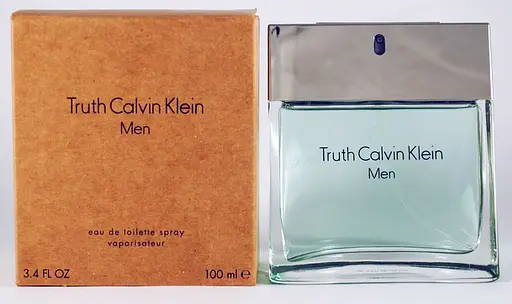 Truth Calvin Klein
Men
eau de toilette spray
vaporisateur
3.4 FL OZ 100 ml ℮
Truth Calvin Klein
Men